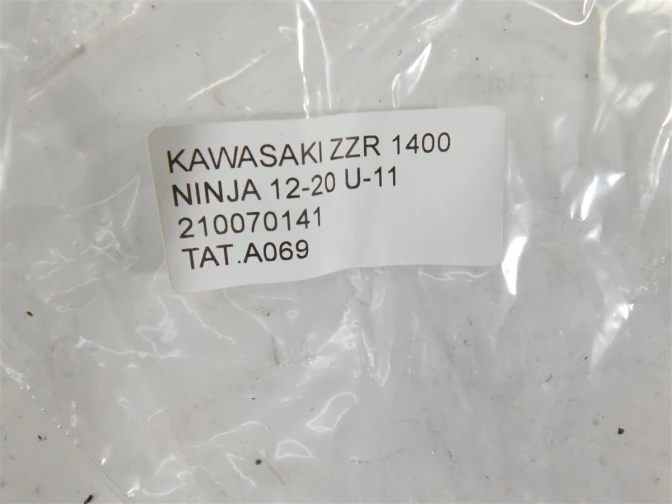 KAWASAKI ZZR 1400
NINJA 12-20 U-11
210070141
TAT.A069